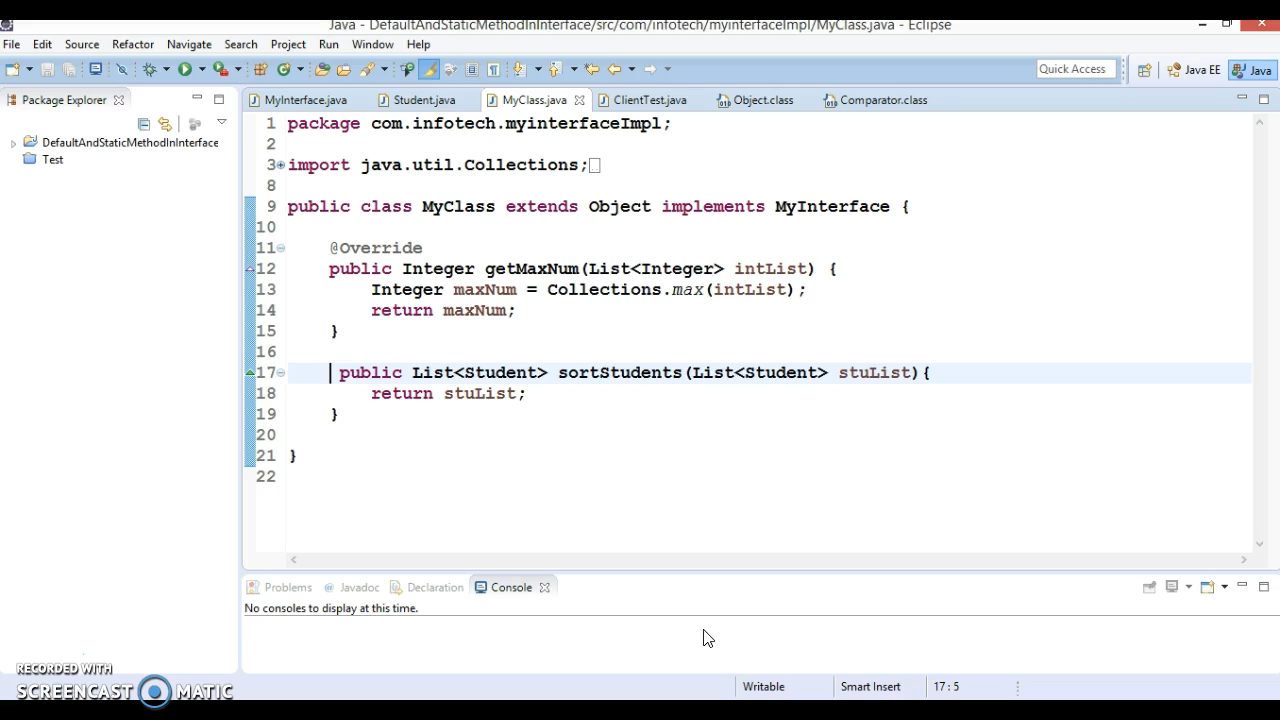 Java - DefaultAndStaticMethodInInterface/src/com/infotech/myinterfaceImpl/MyClass.java - Eclipse
File Edit Source Refactor Navigate Search Project Run Window Help
Quick Access Java EE Java
Package Explorer
DefaultAndStaticMethodInInterface
Test
MyInterface.java Student.java MyClass.java ClientTest.java Object.class Comparator.class
1 package com.infotech.myinterfaceImpl;
2
3 import java.util.Collections;
8
9 public class MyClass extends Object implements MyInterface {
10
11 @Override
12 public Integer getMaxNum(List<Integer> intList) {
13 Integer maxNum = Collections.max(intList);
14 return maxNum;
15 }
16
17 public List<Student> sortStudents(List<Student> stuList){
18 return stuList;
19 }
20
21 }
22
Problems Javadoc Declaration Console
No consoles to display at this time.
Writable Smart Insert 17 : 5
RECORDED WITH
SCREENCAST MATIC